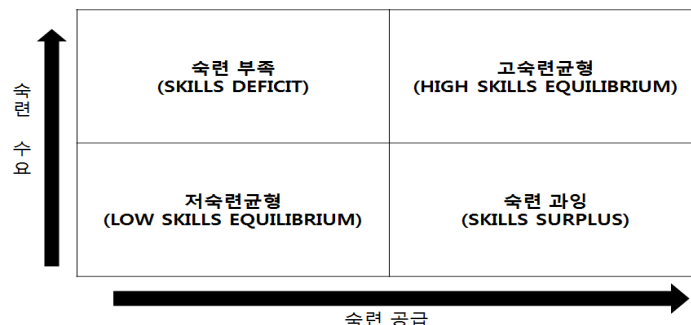 숙련 부족
(SKILLS DEFICIT)
고숙련균형
(HIGH SKILLS EQUILIBRIUM)
숙련 수요
저숙련균형
(LOW SKILLS EQUILIBRIUM)
숙련 과잉
(SKILLS SURPLUS)
숙련 공급